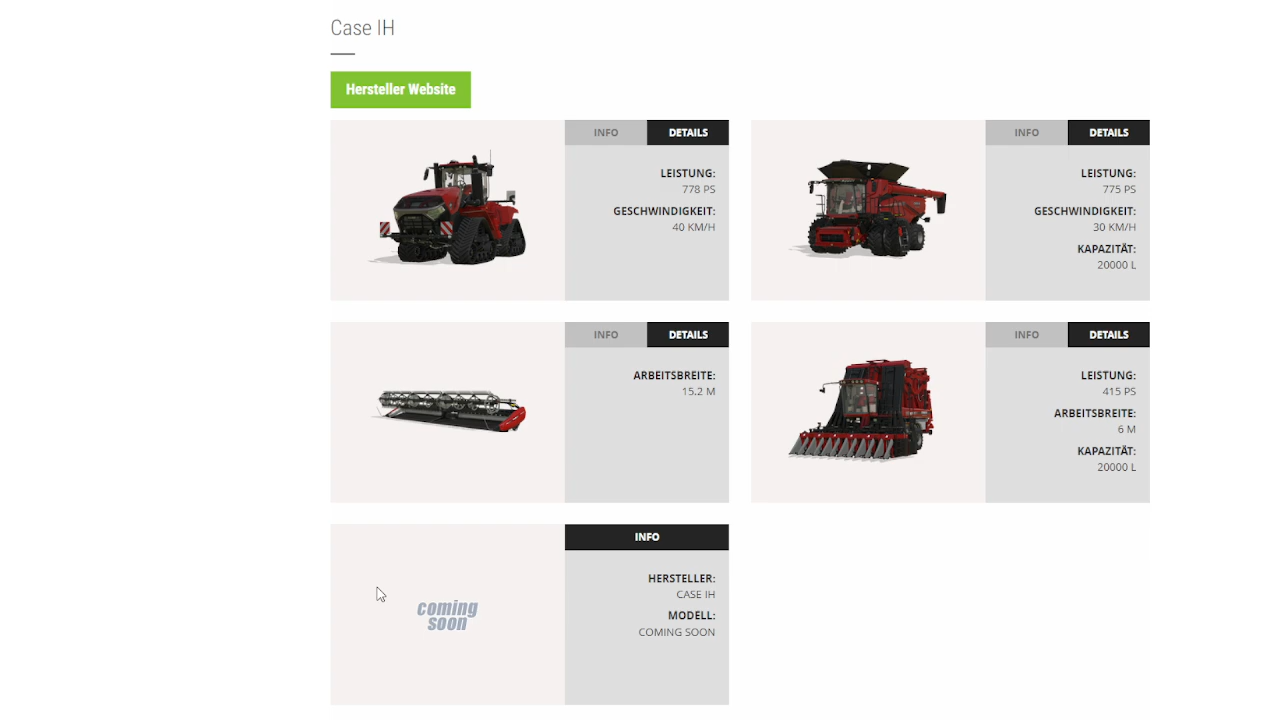 Case IH
Hersteller Website
INFO DETAILS
LEISTUNG:
778 PS
GESCHWINDIGKEIT:
40 KM/H
INFO DETAILS
LEISTUNG:
775 PS
GESCHWINDIGKEIT:
30 KM/H
KAPAZITÄT:
20000 L
INFO DETAILS
ARBEITSBREITE:
15.2 M
INFO DETAILS
LEISTUNG:
415 PS
ARBEITSBREITE:
6 M
KAPAZITÄT:
20000 L
coming
soon
INFO
HERSTELLER:
CASE IH
MODELL:
COMING SOON